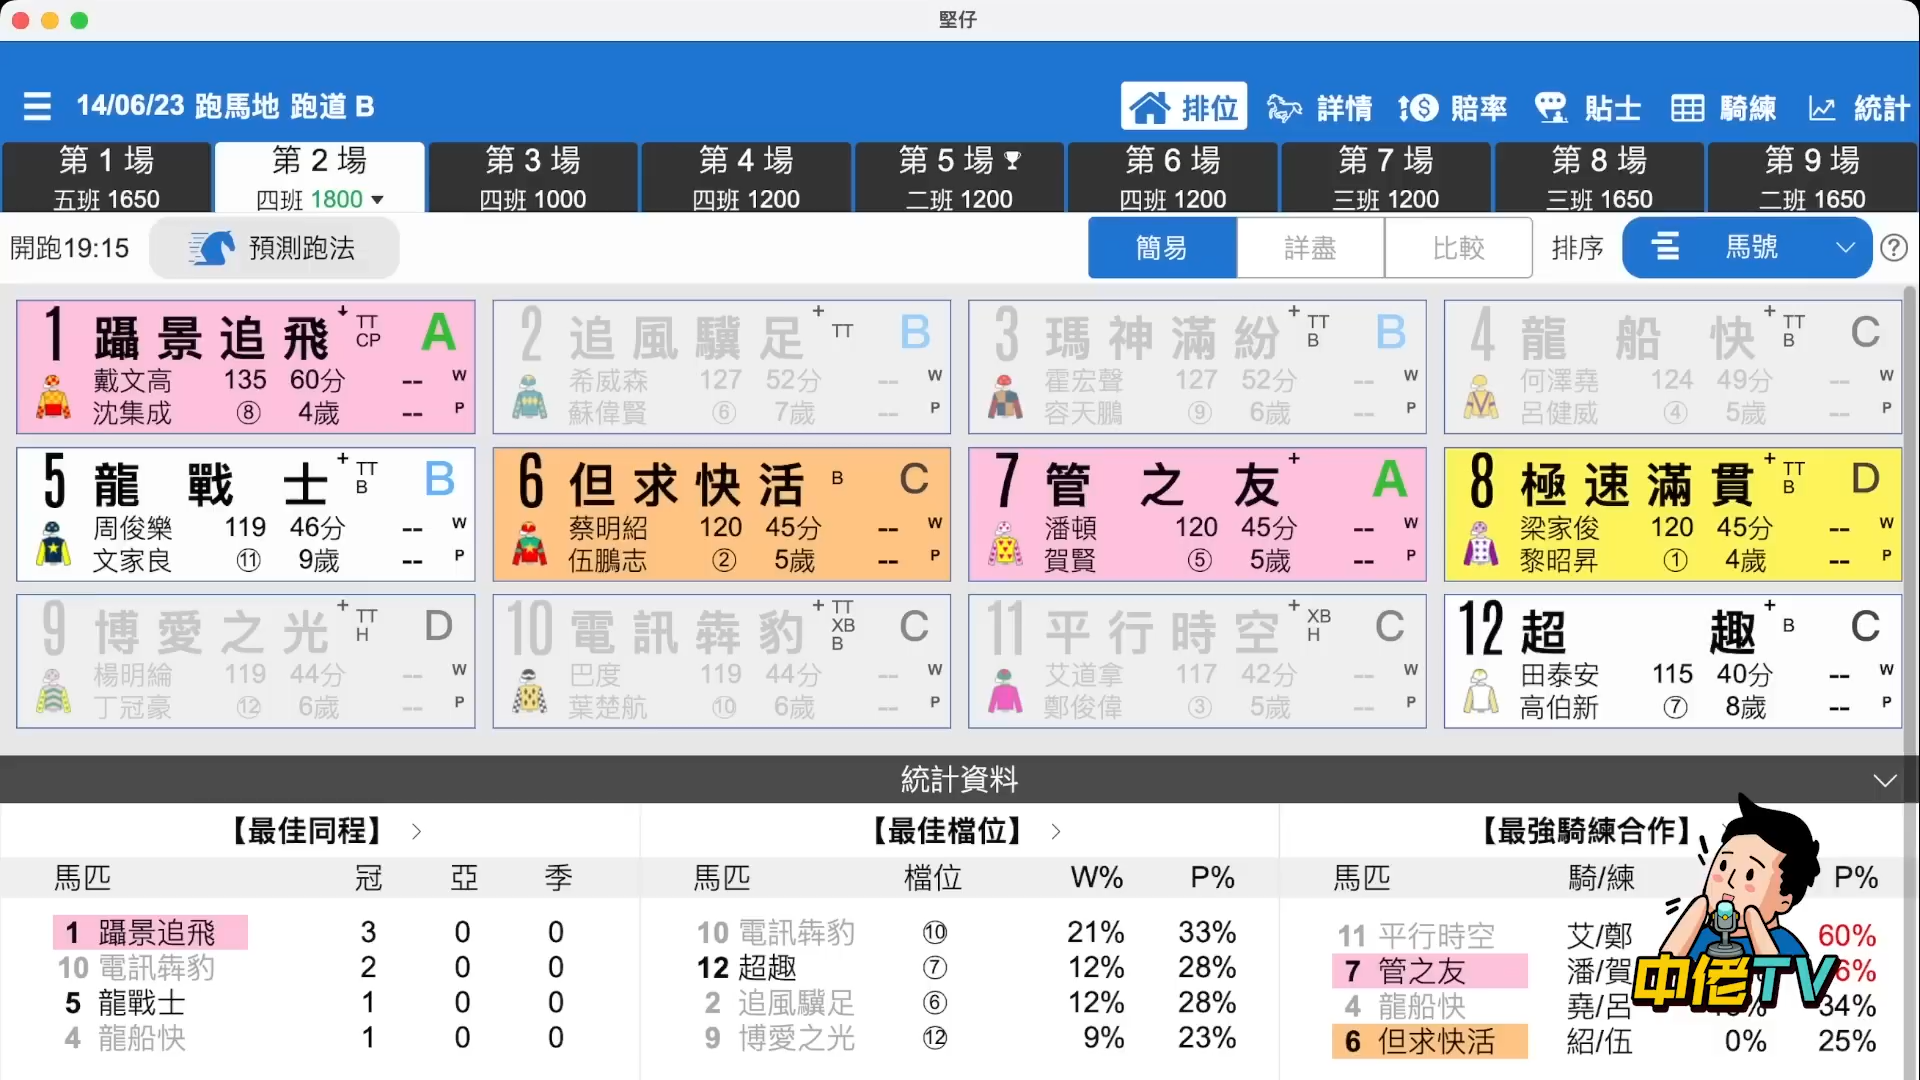 堅仔
14/06/23 跑馬地 跑道 B
排位 詳情 賠率 貼士 騎練 統計
第 1 場 第 2 場 第 3 場 第 4 場 第 5 場 第 6 場 第 7 場 第 8 場 第 9 場
五班 1650 四班 1800 四班 1000 四班 1200 二班 1200 四班 1200 三班 1200 三班 1650 二班 1650
開跑19:15 預測跑法 簡易 詳盡 比較 排序 馬號 ?
1 躡景追飛 TT CP A
戴文高 135 60分 -- W
沈集成 ⑧ 4歲 -- P
2 追風驥足 + TT B
希威森 127 52分 -- W
蘇偉賢 ⑥ 7歲 -- P
3 瑪神滿紛 + TT B B
霍宏聲 127 52分 -- W
容天鵬 ⑨ 6歲 -- P
4 龍船快 + TT B C
何澤堯 124 49分 -- W
呂健威 ④ 5歲 -- P
5 龍戰士 + TT B B
周俊樂 119 46分 -- W
文家良 ⑪ 9歲 -- P
6 但求快活 B C
蔡明紹 120 45分 -- W
伍鵬志 ② 5歲 -- P
7 管之友 + A
潘頓 120 45分 -- W
賀賢 ⑤ 5歲 -- P
8 極速滿貫 + TT B D
梁家俊 120 45分 -- W
黎昭昇 ① 4歲 -- P
9 博愛之光 + TT H D
楊明綸 119 44分 -- W
丁冠豪 ⑫ 6歲 -- P
10 電訊犇豹 + TT XB B C
巴度 119 44分 -- W
葉楚航 ⑩ 6歲 -- P
11 平行時空 + XB H C
艾道拿 117 42分 -- W
鄭俊偉 ③ 5歲 -- P
12 超趣 + B C
田泰安 115 40分 -- W
高伯新 ⑦ 8歲 -- P
統計資料
【最佳同程】 >
馬匹 冠 亞 季
1 躡景追飛 3 0 0
10 電訊犇豹 2 0 0
5 龍戰士 1 0 0
4 龍船快 1 0 0
【最佳檔位】 >
馬匹 檔位 W% P%
10 電訊犇豹 ⑩ 21% 33%
12 超趣 ⑦ 12% 28%
2 追風驥足 ⑥ 12% 28%
9 博愛之光 ⑫ 9% 23%
【最強騎練合作】
馬匹 騎/練 P%
11 平行時空 艾/鄭 60%
7 管之友 潘/賀 6%
4 龍船快 堯/呂 34%
6 但求快活 紹/伍 0% 25%
中佬TV